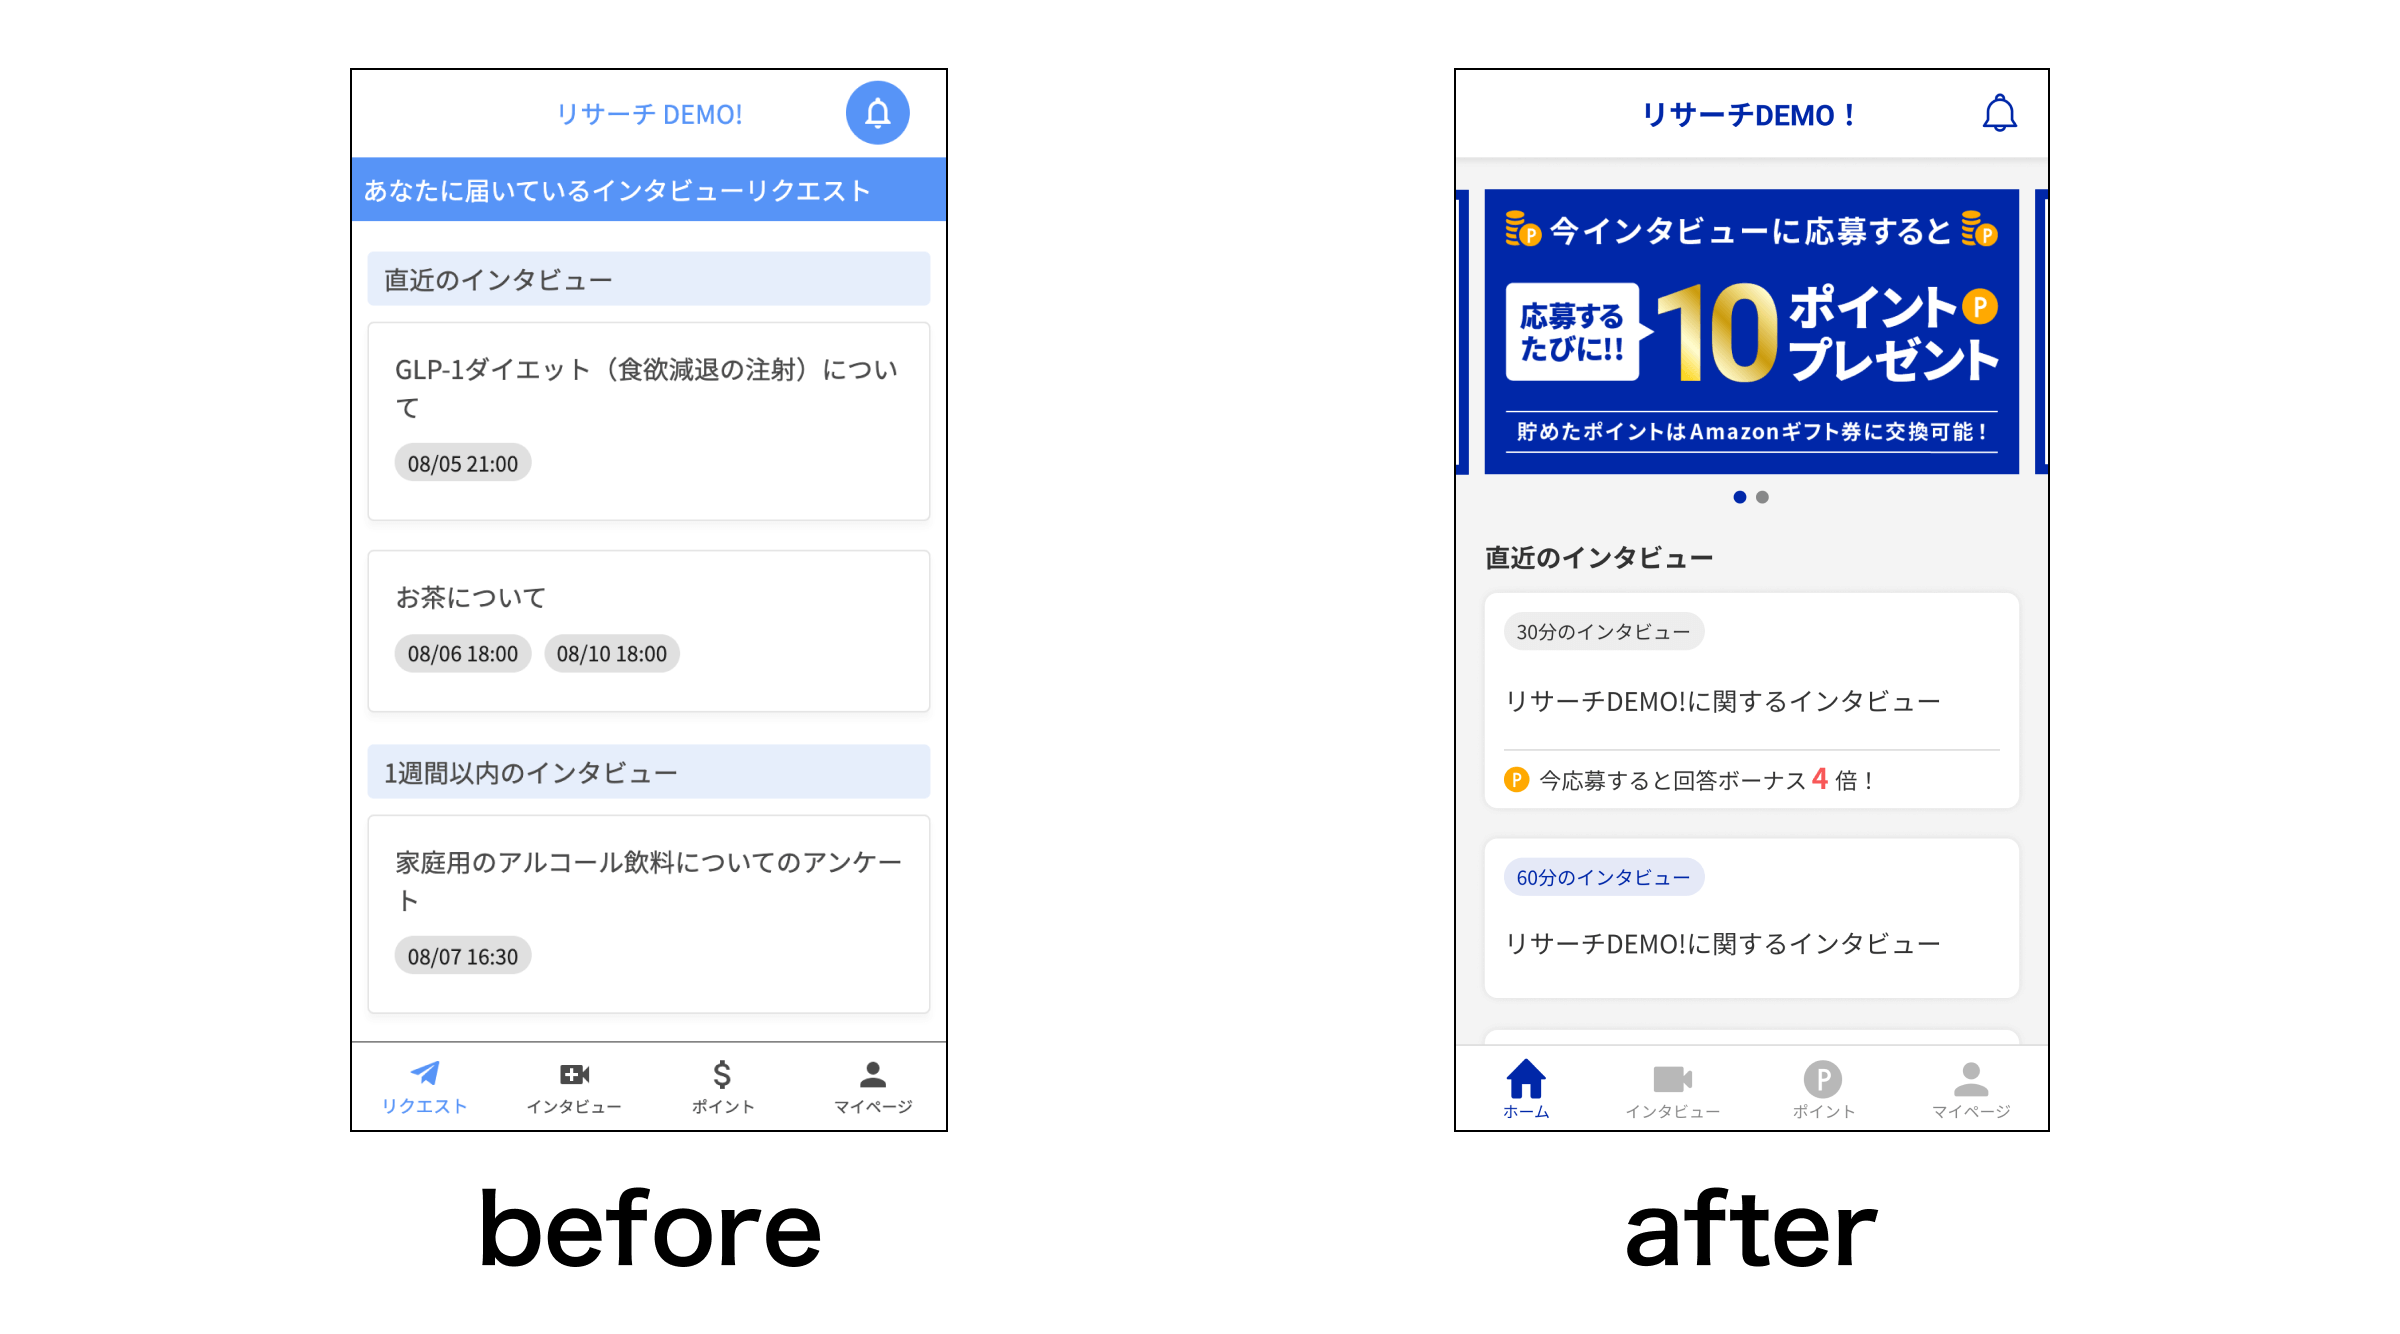 リサーチ DEMO!
あなたに届いているインタビューリクエスト
直近のインタビュー
GLP-1ダイエット（食欲減退の注射）につい
て
08/05 21:00
お茶について
08/06 18:00 08/10 18:00
1週間以内のインタビュー
家庭用のアルコール飲料についてのアンケー
ト
08/07 16:30
リクエスト インタビュー ポイント マイページ
before
リサーチDEMO！
今インタビューに応募すると
応募する
たびに!!
10
ポイント
プレゼント
貯めたポイントはAmazonギフト券に交換可能！
直近のインタビュー
30分のインタビュー
リサーチDEMO!に関するインタビュー
今応募すると回答ボーナス 4 倍！
60分のインタビュー
リサーチDEMO!に関するインタビュー
ホーム インタビュー ポイント マイページ
after